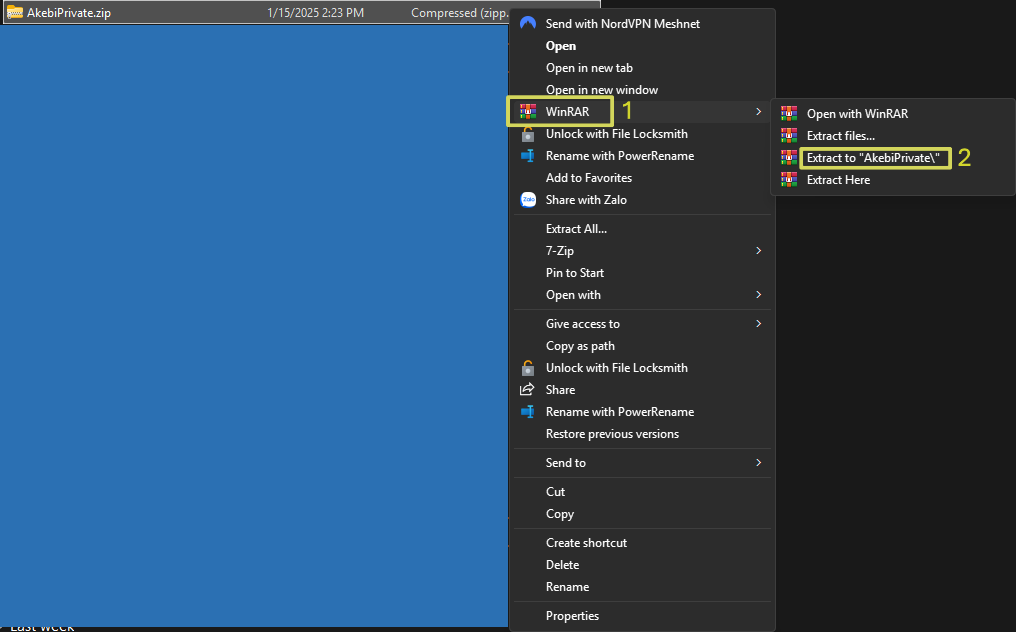 AkebiPrivate.zip 1/15/2025 2:23 PM Compressed (zipp...
Send with NordVPN Meshnet
Open
Open in new tab
Open in new window
WinRAR 1
Unlock with File Locksmith
Rename with PowerRename
Add to Favorites
Zalo Share with Zalo
Extract All...
7-Zip
Pin to Start
Open with
Give access to
Copy as path
Unlock with File Locksmith
Share
Rename with PowerRename
Restore previous versions
Send to
Cut
Copy
Create shortcut
Delete
Rename
Properties
Open with WinRAR
Extract files...
Extract to "AkebiPrivate\" 2
Extract Here
Last week